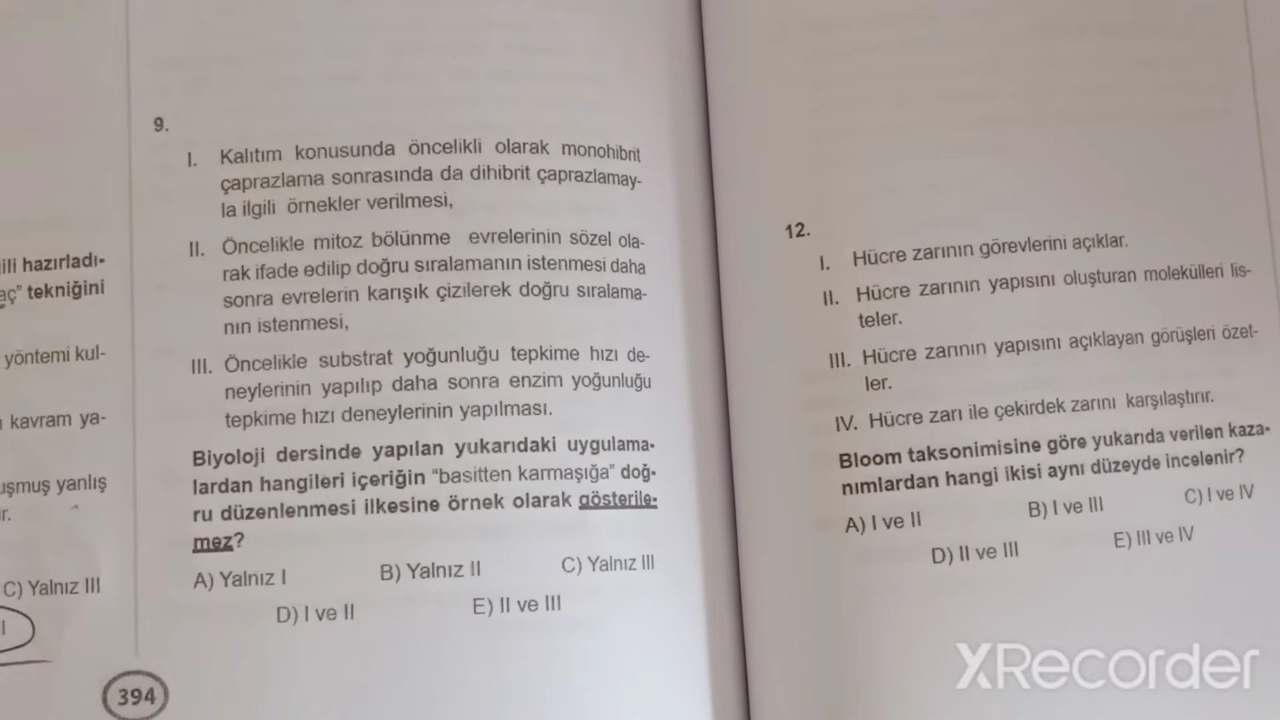 ili hazırladı-
aç" tekniğini
yöntemi kul-
kavram ya-
uşmuş yanlış
r.
C) Yalnız III
9.
I. Kalıtım konusunda öncelikli olarak monohibrit
çaprazlama sonrasında da dihibrit çaprazlamay-
la ilgili örnekler verilmesi,
II. Öncelikle mitoz bölünme evrelerinin sözel ola-
rak ifade edilip doğru sıralamanın istenmesi daha
sonra evrelerin karışık çizilerek doğru sıralama-
nın istenmesi,
III. Öncelikle substrat yoğunluğu tepkime hızı de-
neylerinin yapılıp daha sonra enzim yoğunluğu
tepkime hızı deneylerinin yapılması.
Biyoloji dersinde yapılan yukarıdaki uygulama-
lardan hangileri içeriğin "basitten karmaşığa" doğ-
ru düzenlenmesi ilkesine örnek olarak gösterile-
mez?
A) Yalnız I B) Yalnız II C) Yalnız III
D) I ve II E) II ve III
394
12.
I. Hücre zarının görevlerini açıklar.
II. Hücre zarının yapısını oluşturan molekülleri lis-
teler.
III. Hücre zarının yapısını açıklayan görüşleri özet-
ler.
IV. Hücre zarı ile çekirdek zarını karşılaştırır.
Bloom taksonimisine göre yukarıda verilen kaza-
nımlardan hangi ikisi aynı düzeyde incelenir?
A) I ve II B) I ve III C) I ve IV
D) II ve III E) III ve IV
XRecorder